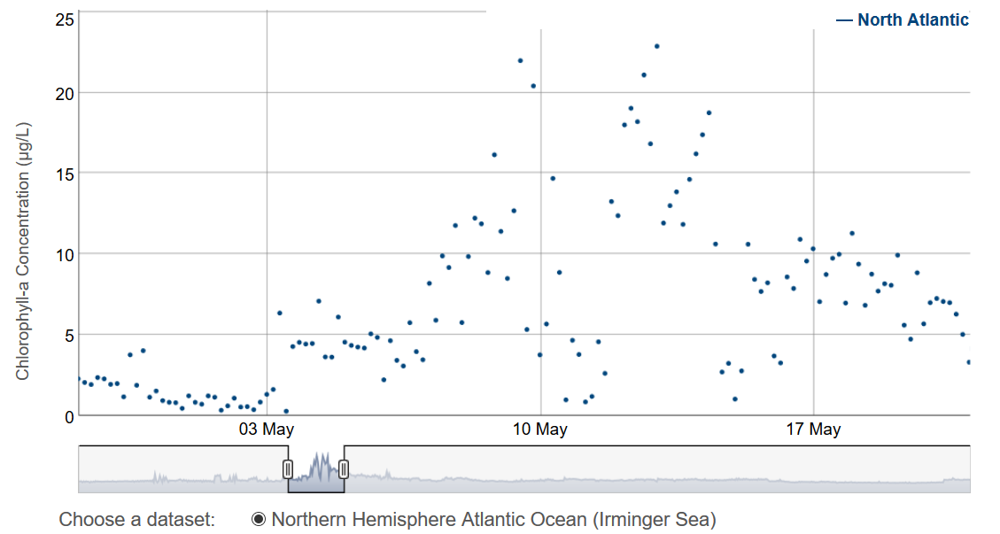 25
— North Atlantic
20
15
10
5
0
Chlorophyll-a Concentration (µg/L)
03 May
10 May
17 May
Choose a dataset:
Northern Hemisphere Atlantic Ocean (Irminger Sea)